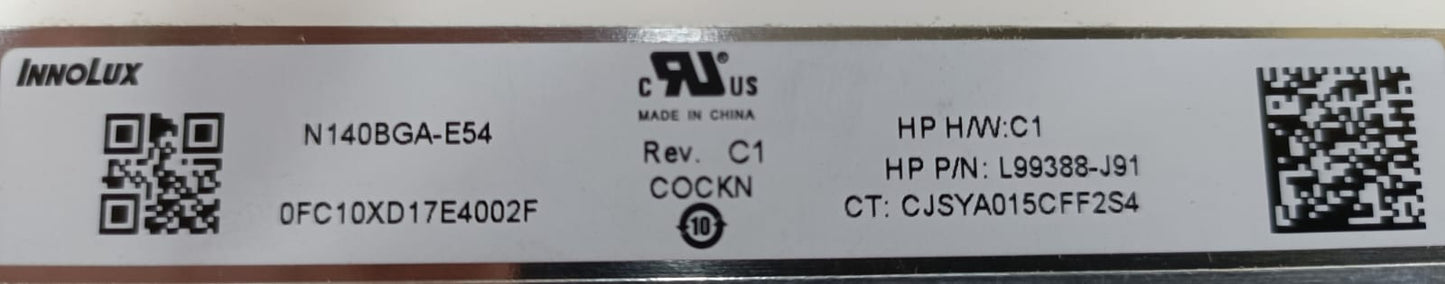 INNOLUX
N140BGA-E54
0FC10XD17E4002F
c RU® US
MADE IN CHINA
Rev. C1
COCKN
10
HP H/W:C1
HP P/N: L99388-J91
CT: CJSYA015CFF2S4